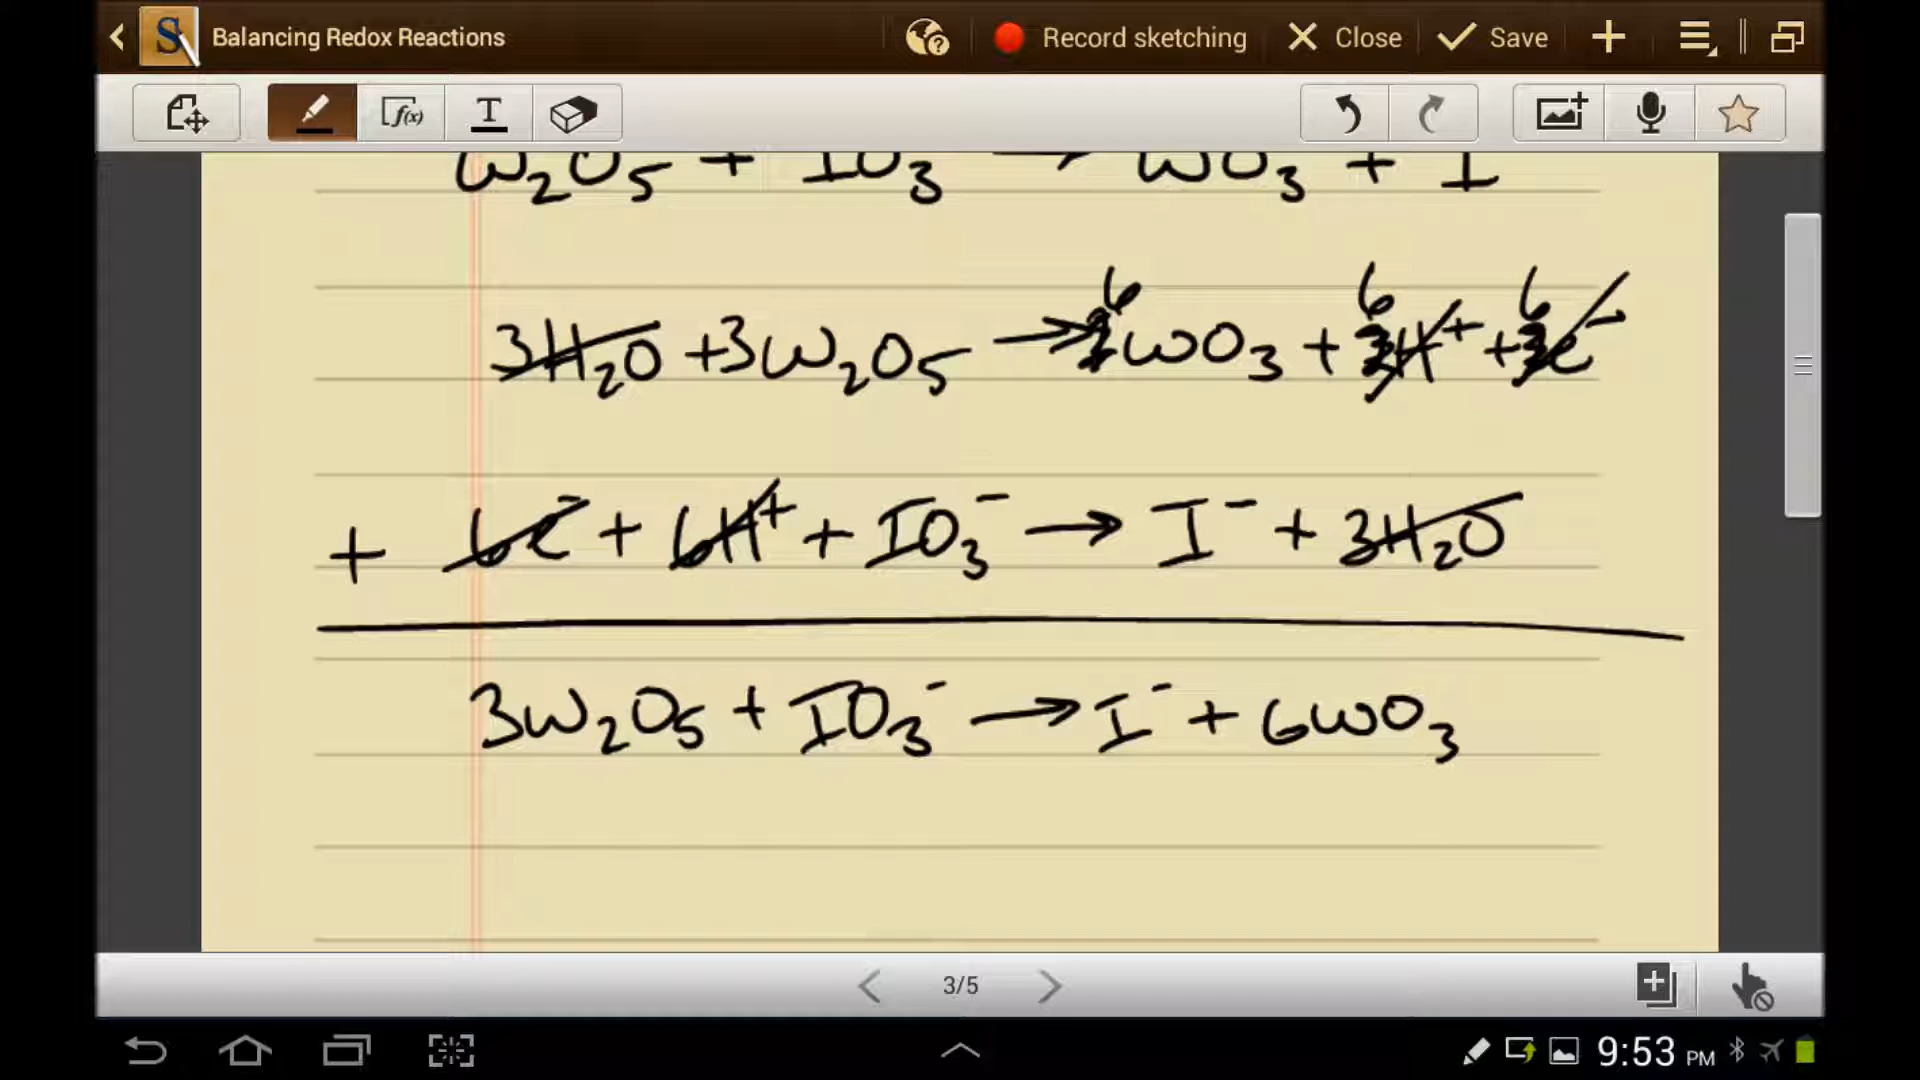 Balancing Redox Reactions Record sketching Close Save
f(x) T
W₂O₅ + IO₃ → WO₃ + I
3H₂O + 3W₂O₅ → 6WO₃ + 6H⁺ + 6e⁻
+ 6e⁻ + 6H⁺ + IO₃⁻ → I⁻ + 3H₂O
3W₂O₅ + IO₃⁻ → I⁻ + 6WO₃
3/5
9:53 PM